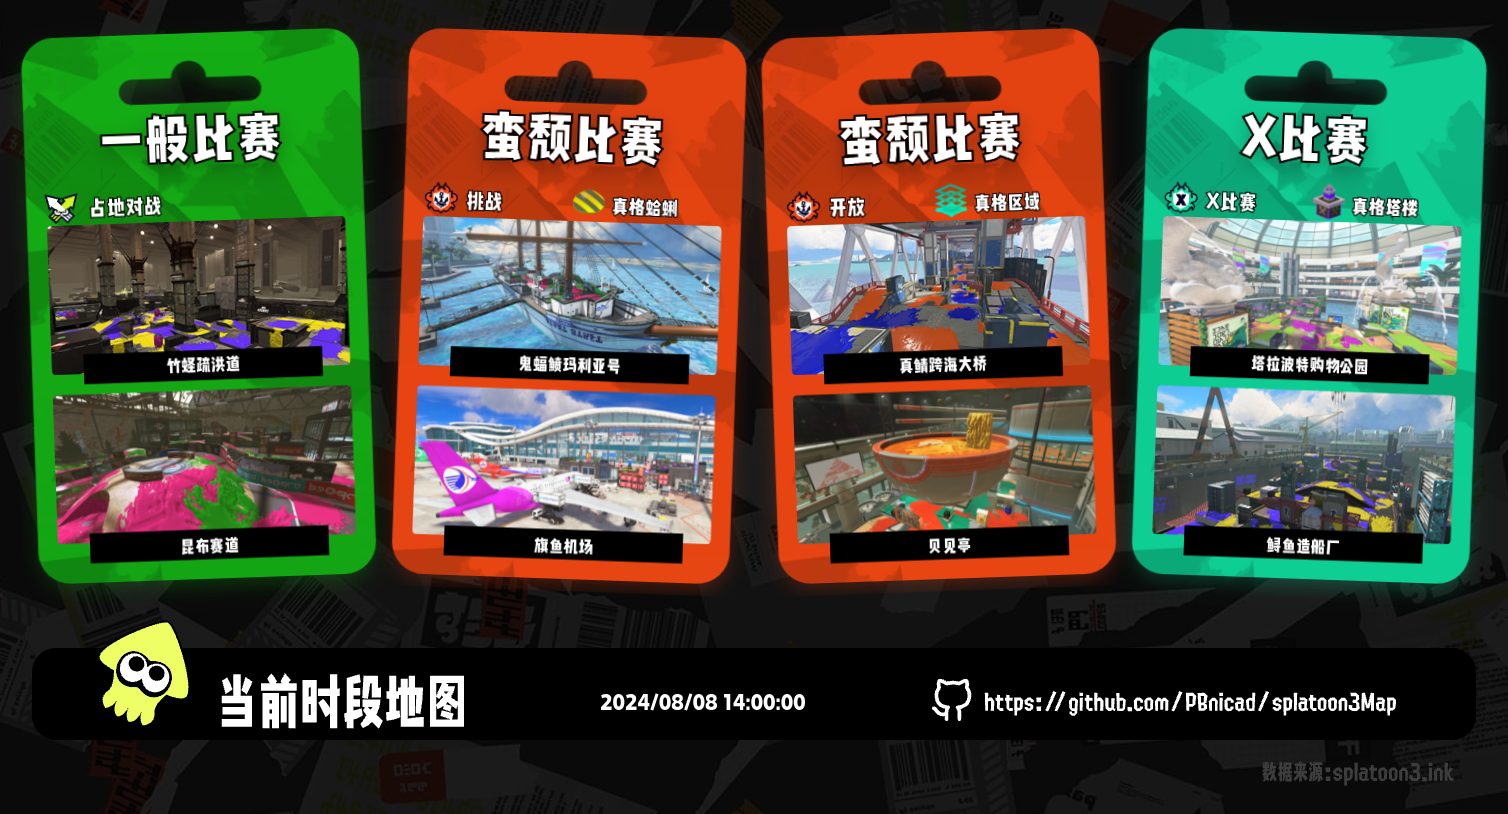 一般比赛
占地对战
竹蛏疏洪道
昆布赛道
蛮颓比赛
挑战
真格蛤蜊
鬼蝠鲼玛利亚号
旗鱼机场
蛮颓比赛
开放
真格区域
真鲷跨海大桥
贝见亭
X比赛
X比赛
真格塔楼
塔拉波特购物公园
鲟鱼造船厂
当前时段地图
2024/08/08 14:00:00
https://github.com/PBnicad/splatoon3Map
数据来源:splatoon3.ink